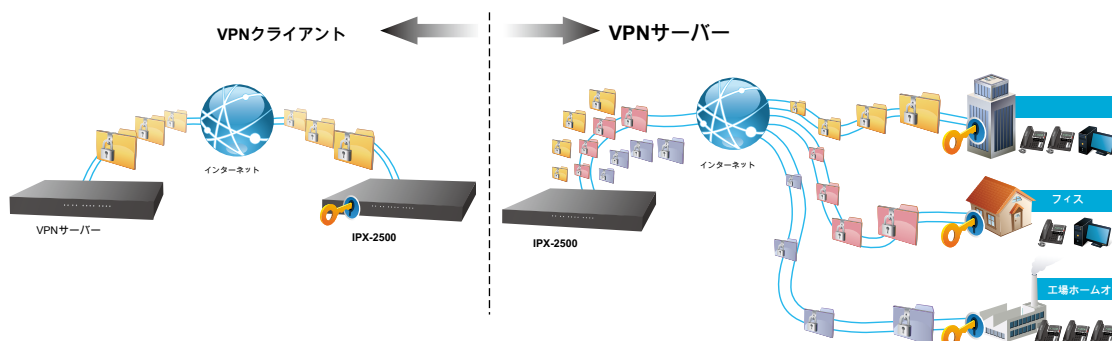 VPNクライアント
VPNサーバー
インターネット
VPNサーバー
IPX-2500
インターネット
IPX-2500
フィス
工場ホームオ